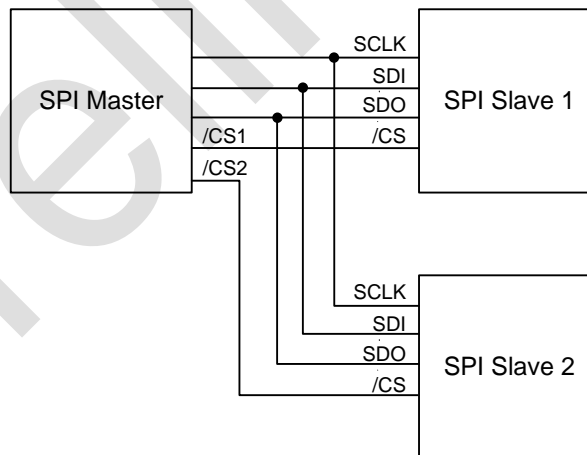 SPI Master
/CS1
/CS2
SCLK
SDI
SDO
/CS
SPI Slave 1
SCLK
SDI
SDO
/CS
SPI Slave 2